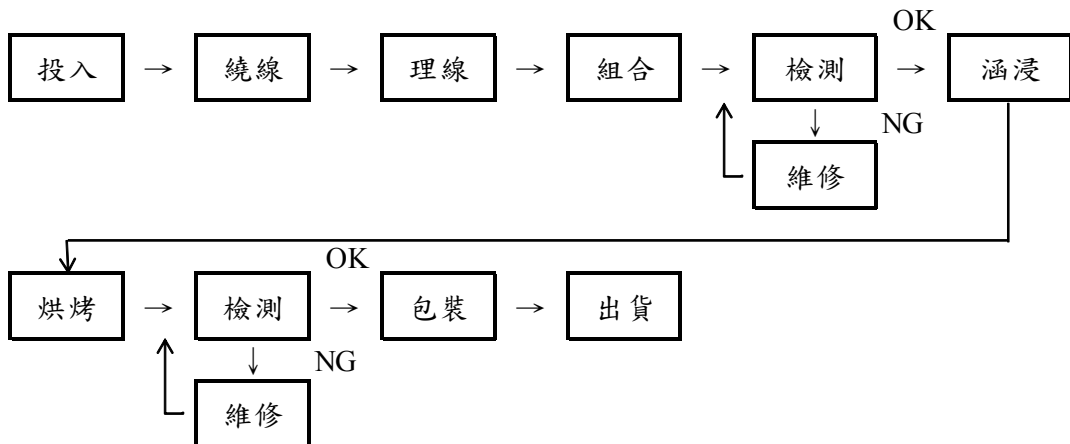 OK
投入 → 繞線 → 理線 → 組合 → 檢測 → 涵浸
↓ NG
維修
OK
烘烤 → 檢測 → 包裝 → 出貨
↓ NG
維修